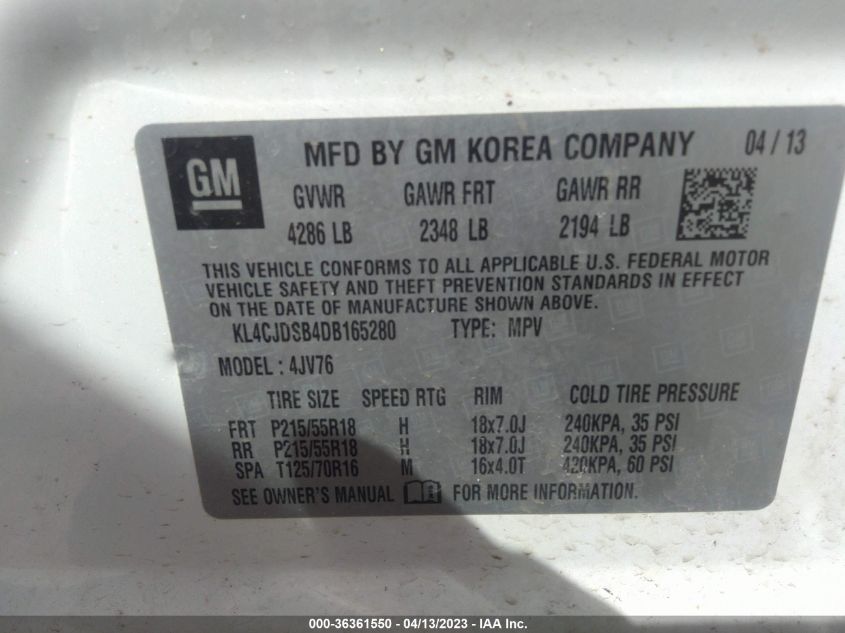 GM MFD BY GM KOREA COMPANY 04 / 13
GVWR GAWR FRT GAWR RR
4286 LB 2348 LB 2194 LB
THIS VEHICLE CONFORMS TO ALL APPLICABLE U.S. FEDERAL MOTOR
VEHICLE SAFETY AND THEFT PREVENTION STANDARDS IN EFFECT
ON THE DATE OF MANUFACTURE SHOWN ABOVE.
KL4CJDSB4DB165280 TYPE: MPV
MODEL : 4JV76
TIRE SIZE SPEED RTG RIM COLD TIRE PRESSURE
FRT P215/55R18 H 18x7.0J 240KPA, 35 PSI
RR P215/55R18 H 18x7.0J 240KPA, 35 PSI
SPA T125/70R16 M 16x4.0T 420KPA, 60 PSI
SEE OWNER'S MANUAL FOR MORE INFORMATION.
000-36361550 - 04/13/2023 - IAA Inc.